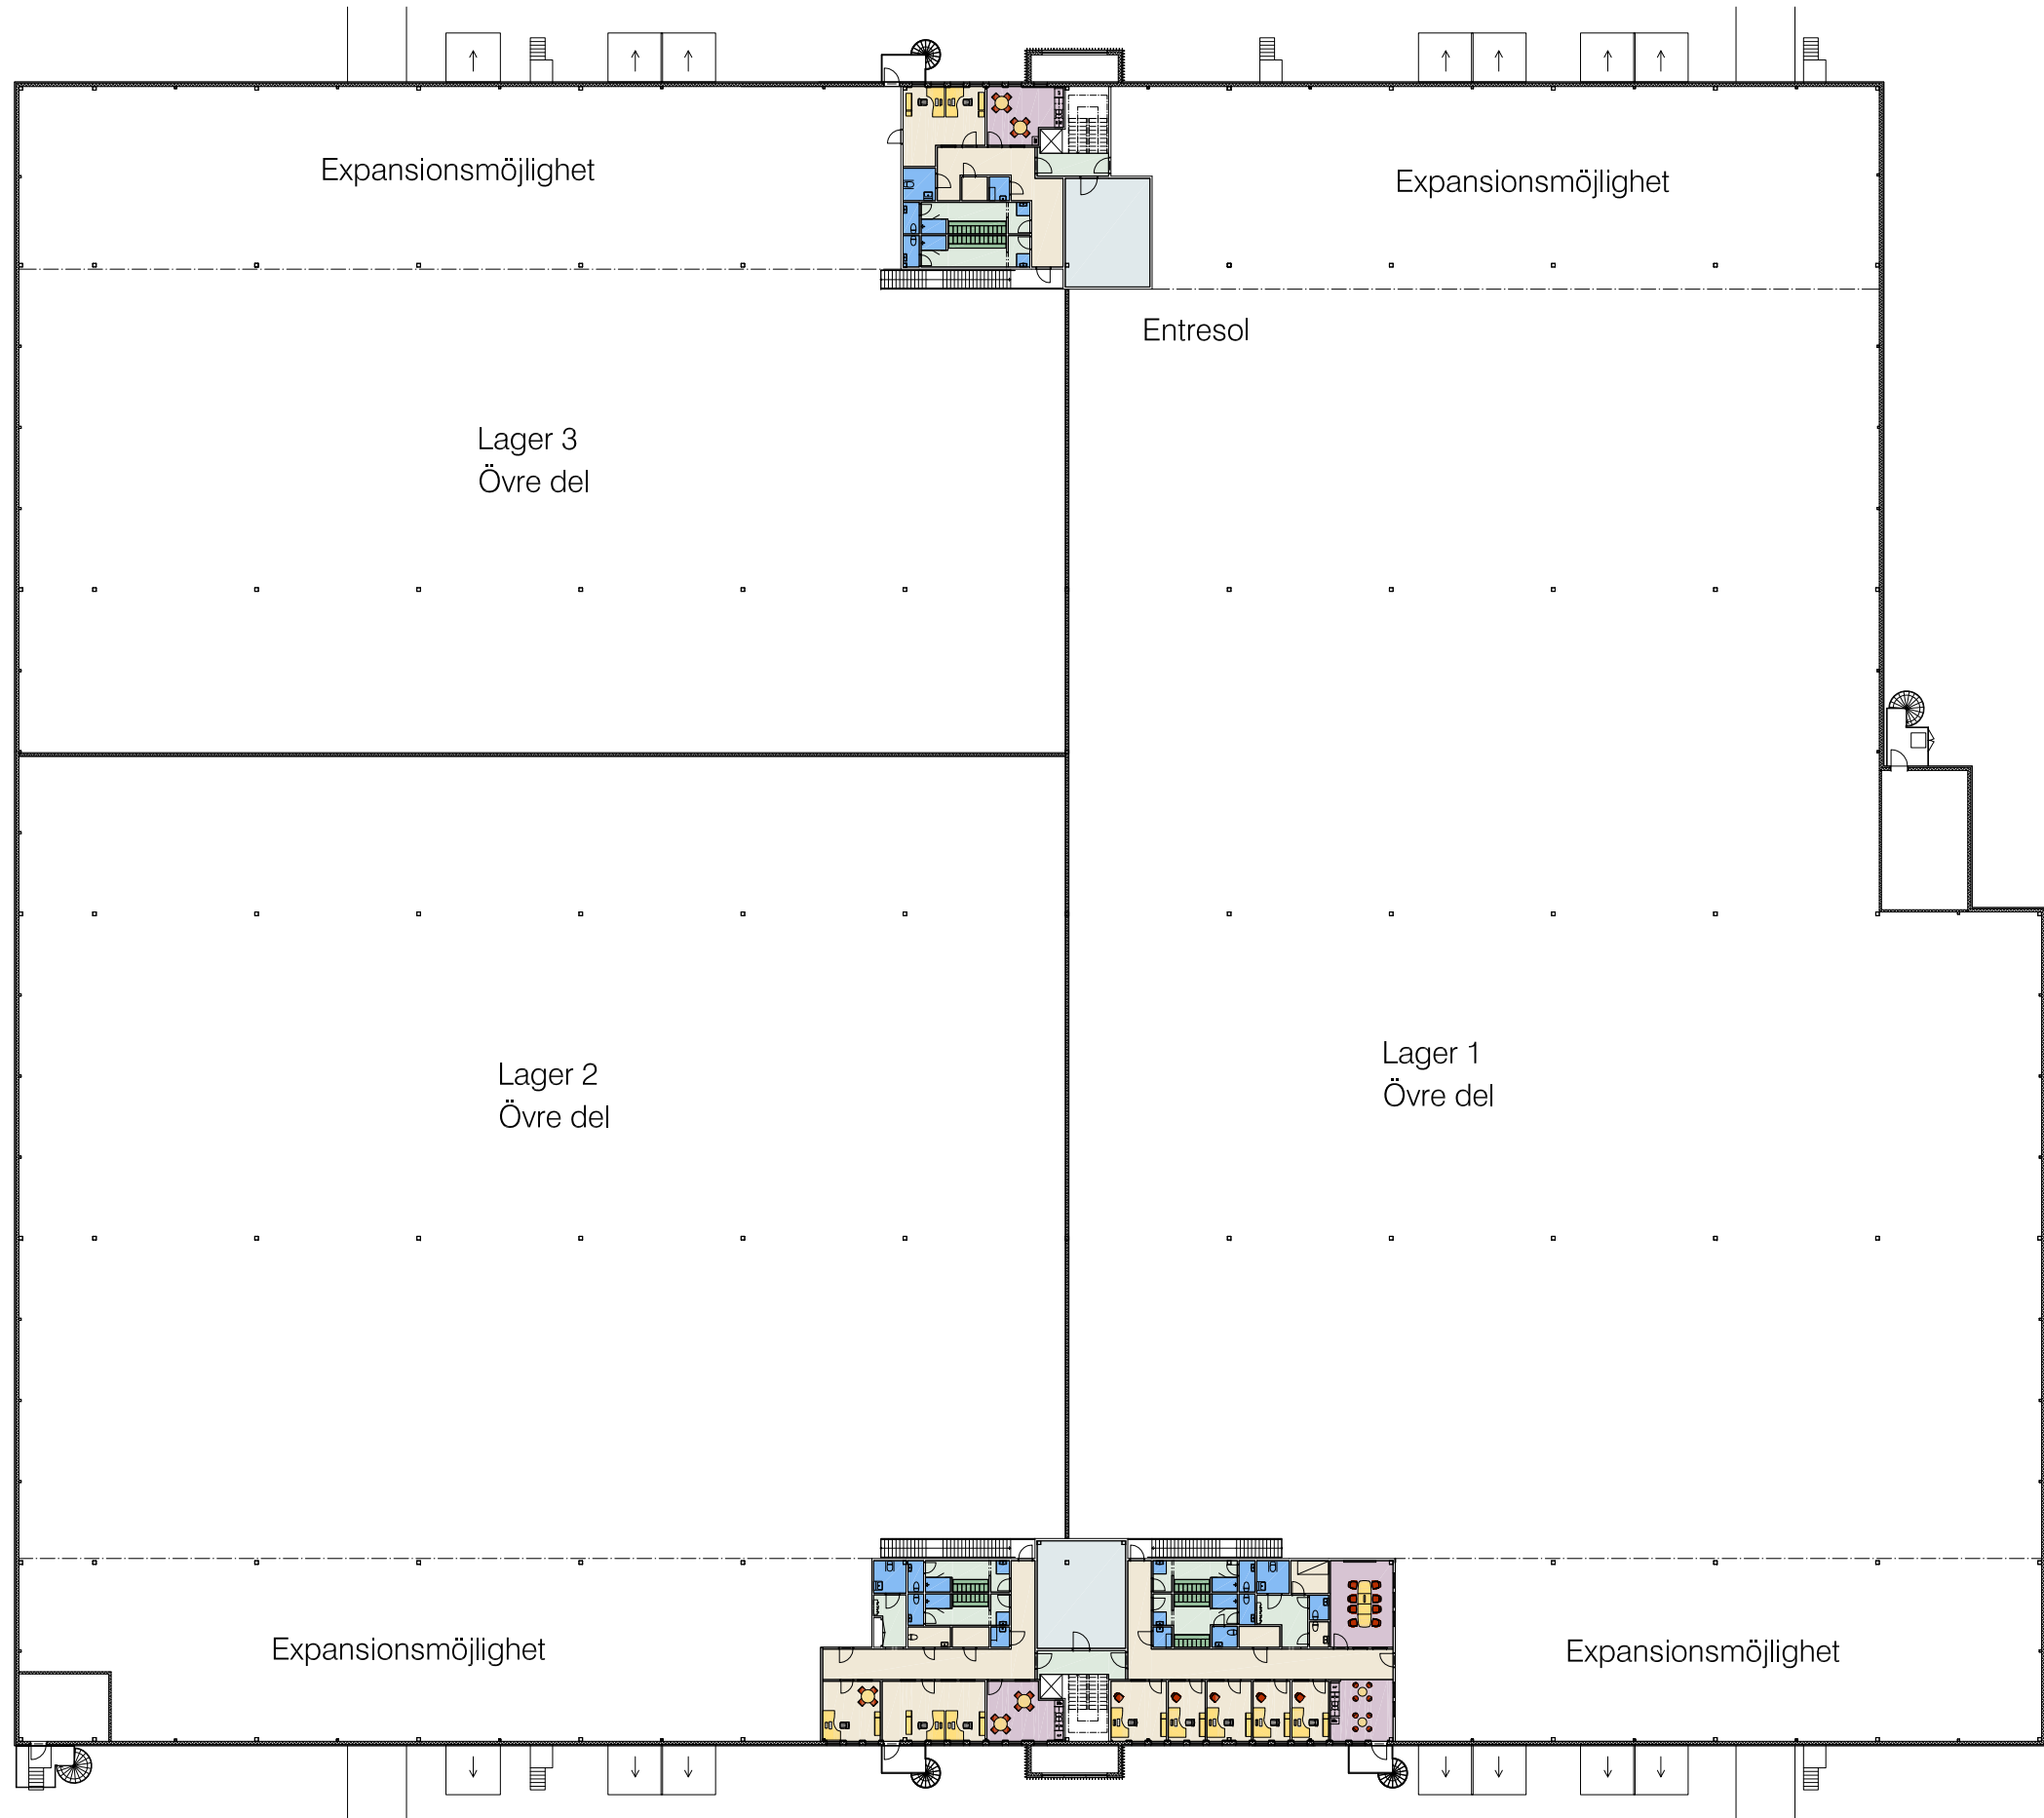 Expansionsmöjlighet
Expansionsmöjlighet
Entresol
Lager 3
Övre del
Lager 1
Övre del
Lager 2
Övre del
Expansionsmöjlighet
Expansionsmöjlighet